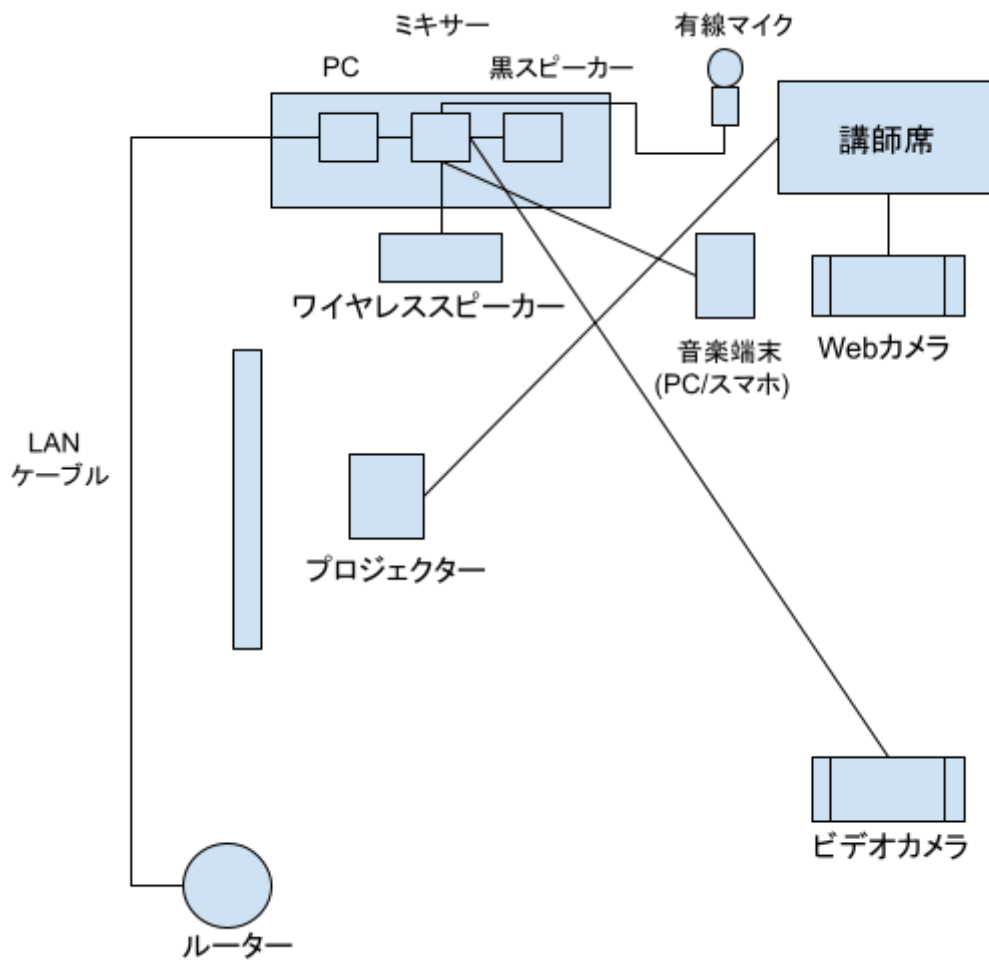 ミキサー
有線マイク
PC
黒スピーカー
講師席
ワイヤレススピーカー
音楽端末
(PC/スマホ)
Webカメラ
LAN
ケーブル
プロジェクター
ビデオカメラ
ルーター